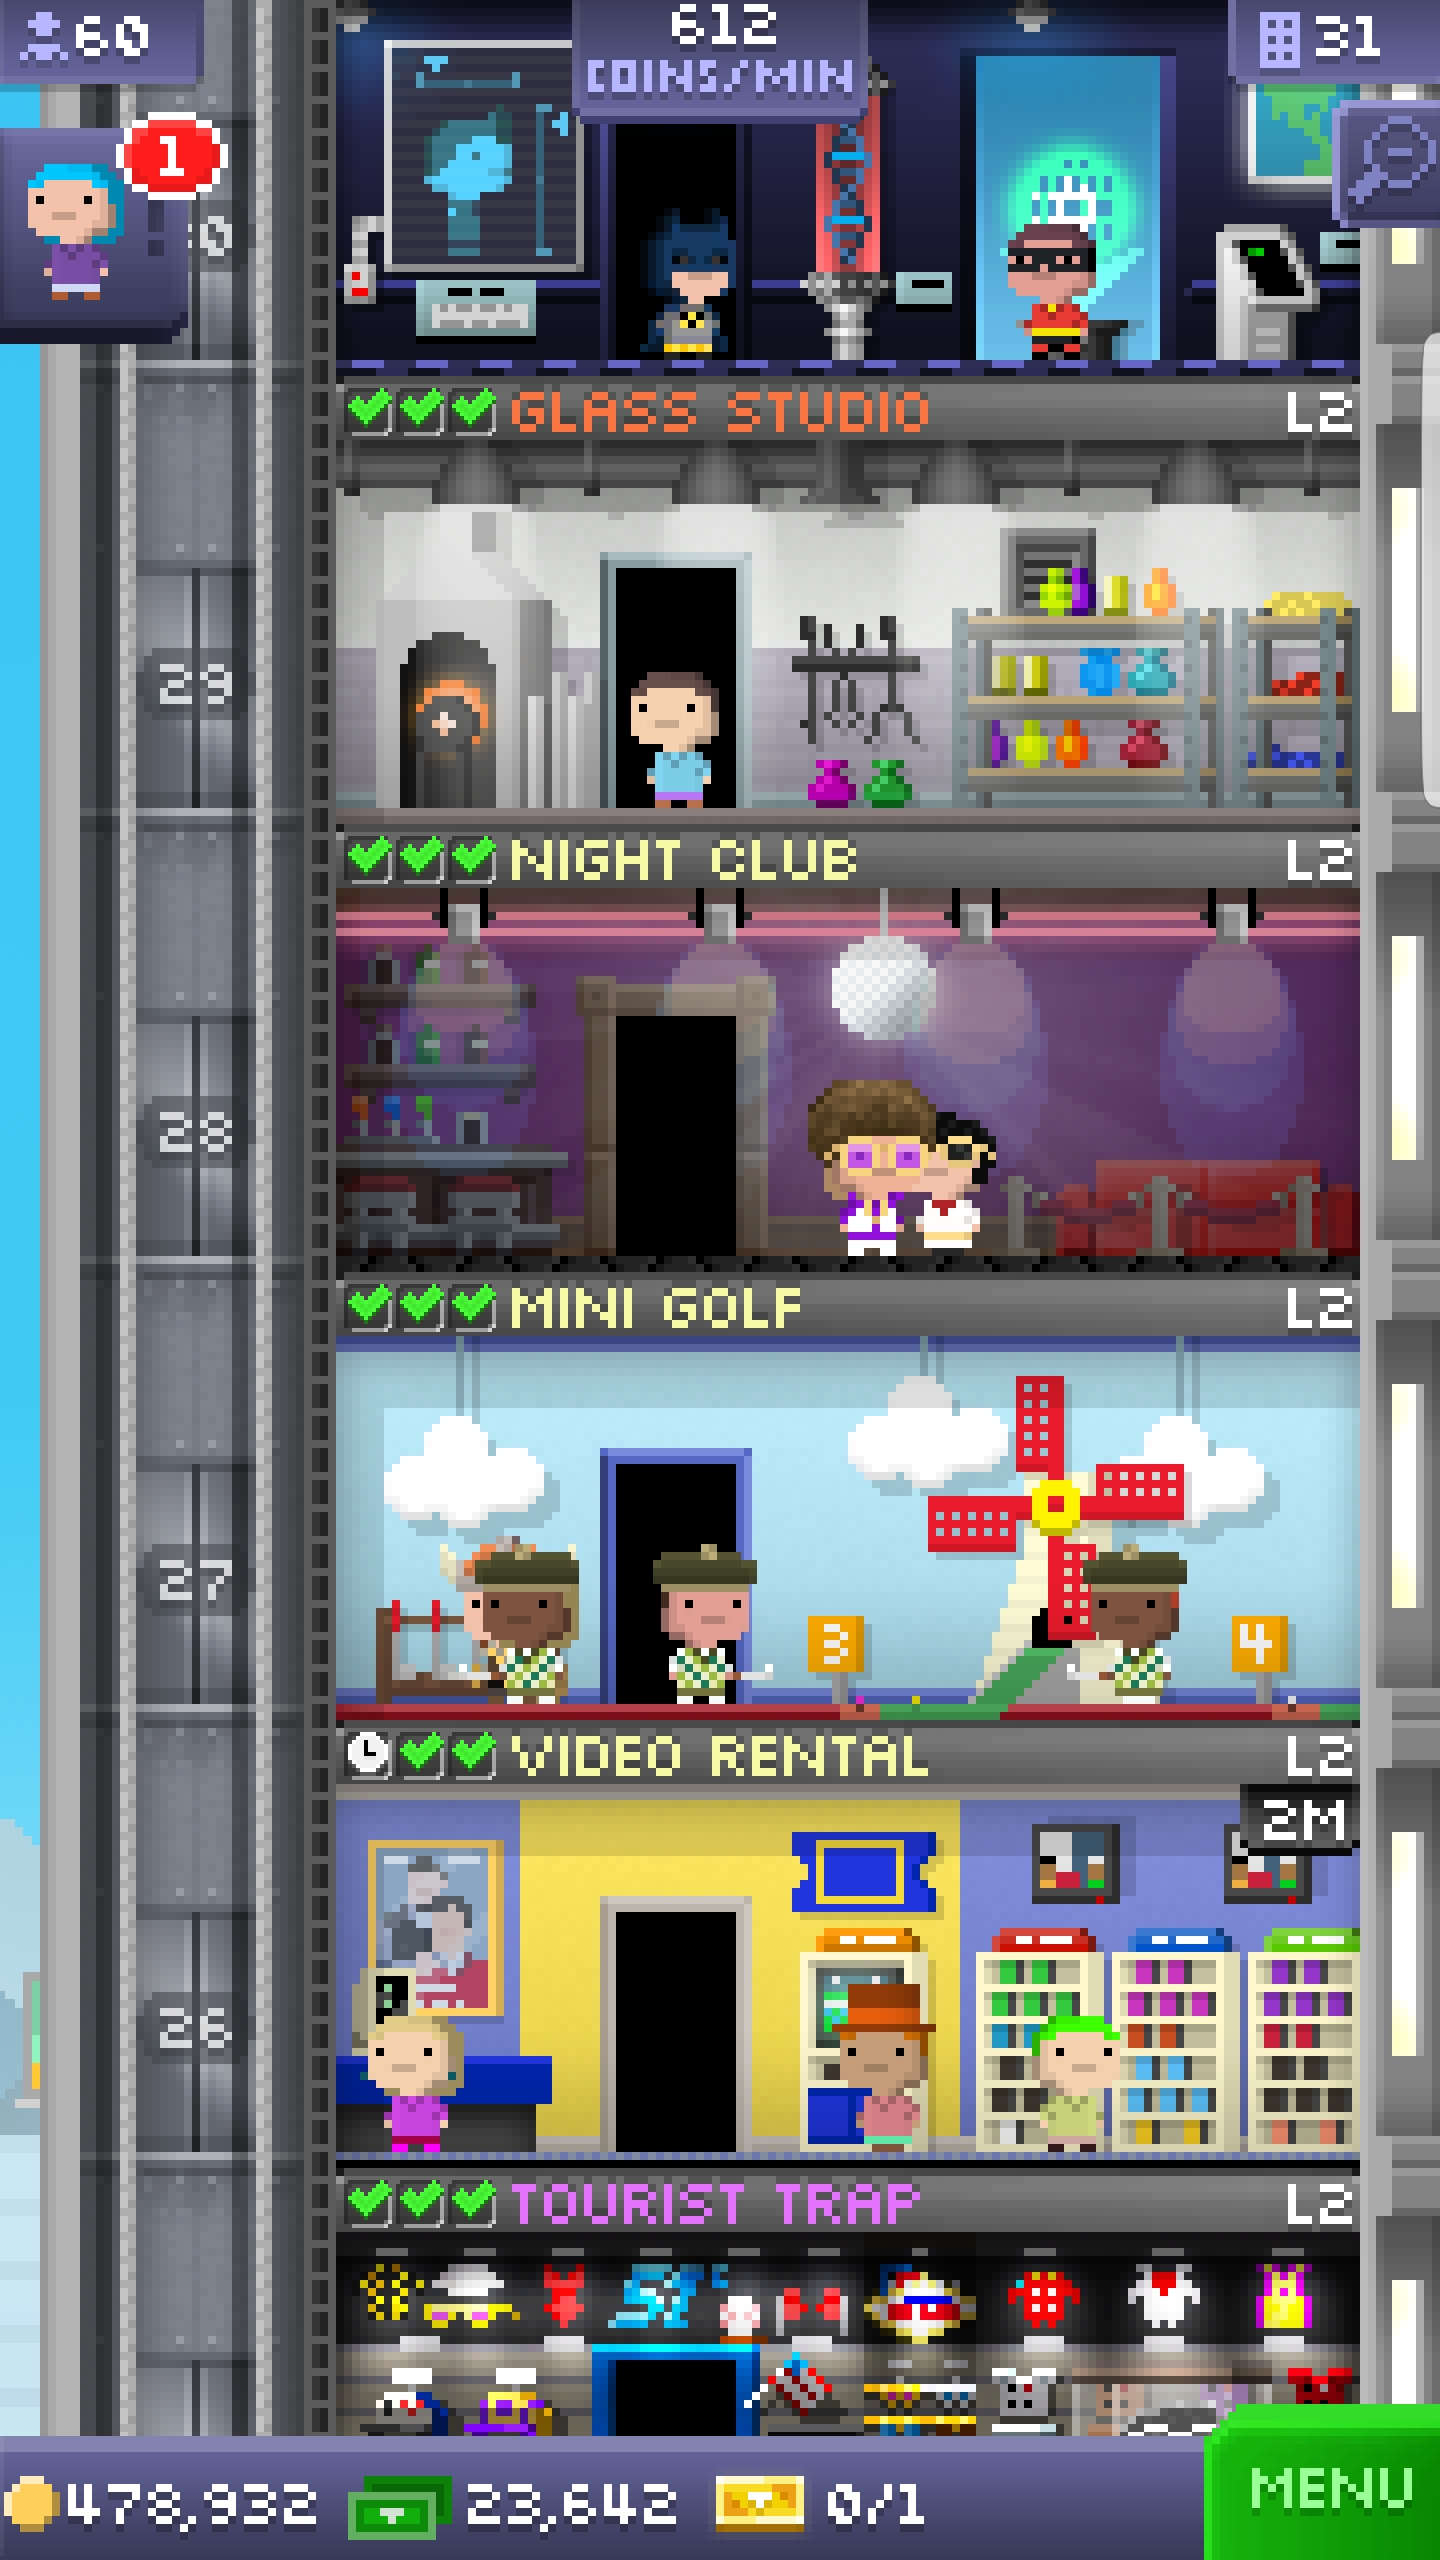 60
612
COINS/MIN
31
1
GLASS STUDIO L2
29
NIGHT CLUB L2
28
MINI GOLF L2
27
3
4
VIDEO RENTAL L2
2M
26
TOURIST TRAP L2
478,932
23,642
0/1
MENU